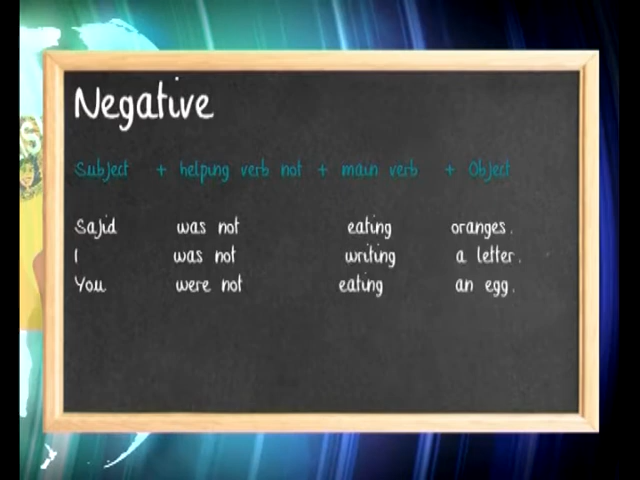 Negative
Subject + helping verb not + main verb + Object
Sajid was not eating oranges.
I was not writing a letter.
You were not eating an egg.